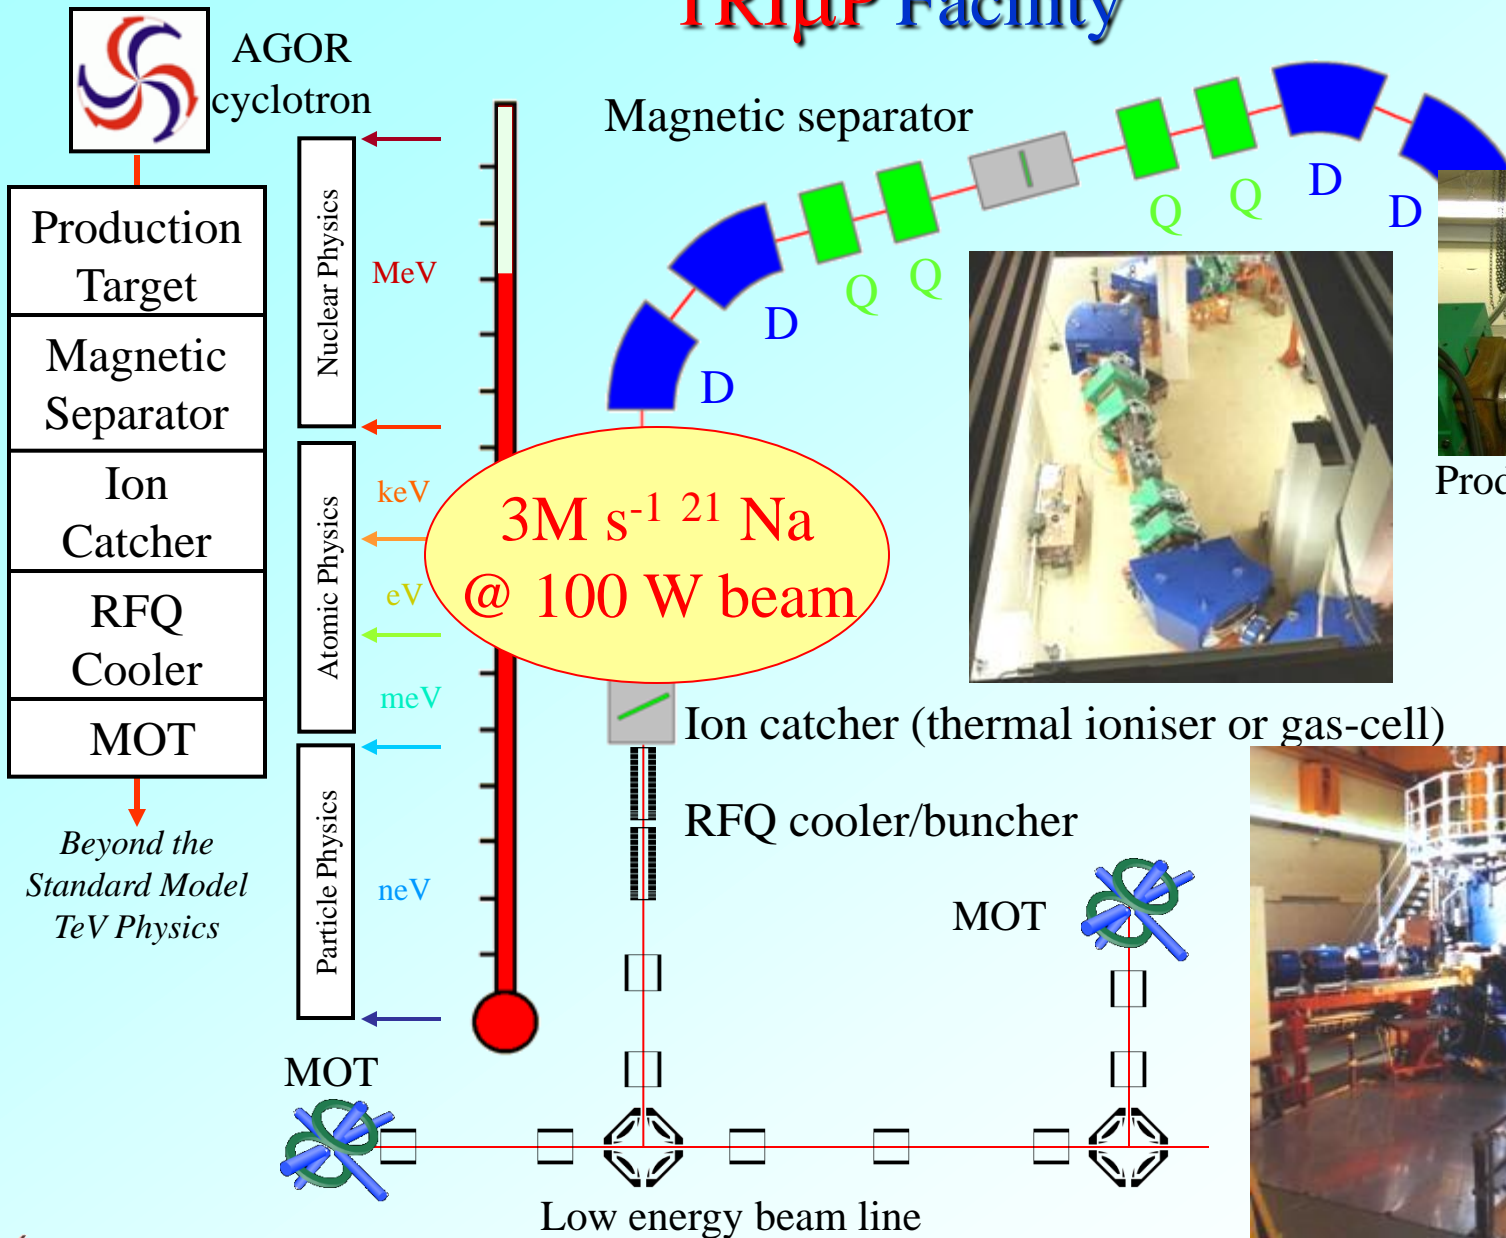 TRIμP Facility
AGOR
cyclotron
Production
Target
Magnetic
Separator
Ion
Catcher
RFQ
Cooler
MOT
Beyond the
Standard Model
TeV Physics
Nuclear Physics
Atomic Physics
Particle Physics
MeV
keV
eV
meV
neV
Magnetic separator
D
D
Q
Q
Q
Q
D
D
3M s-1 21 Na
@ 100 W beam
Ion catcher (thermal ioniser or gas-cell)
RFQ cooler/buncher
MOT
MOT
Low energy beam line